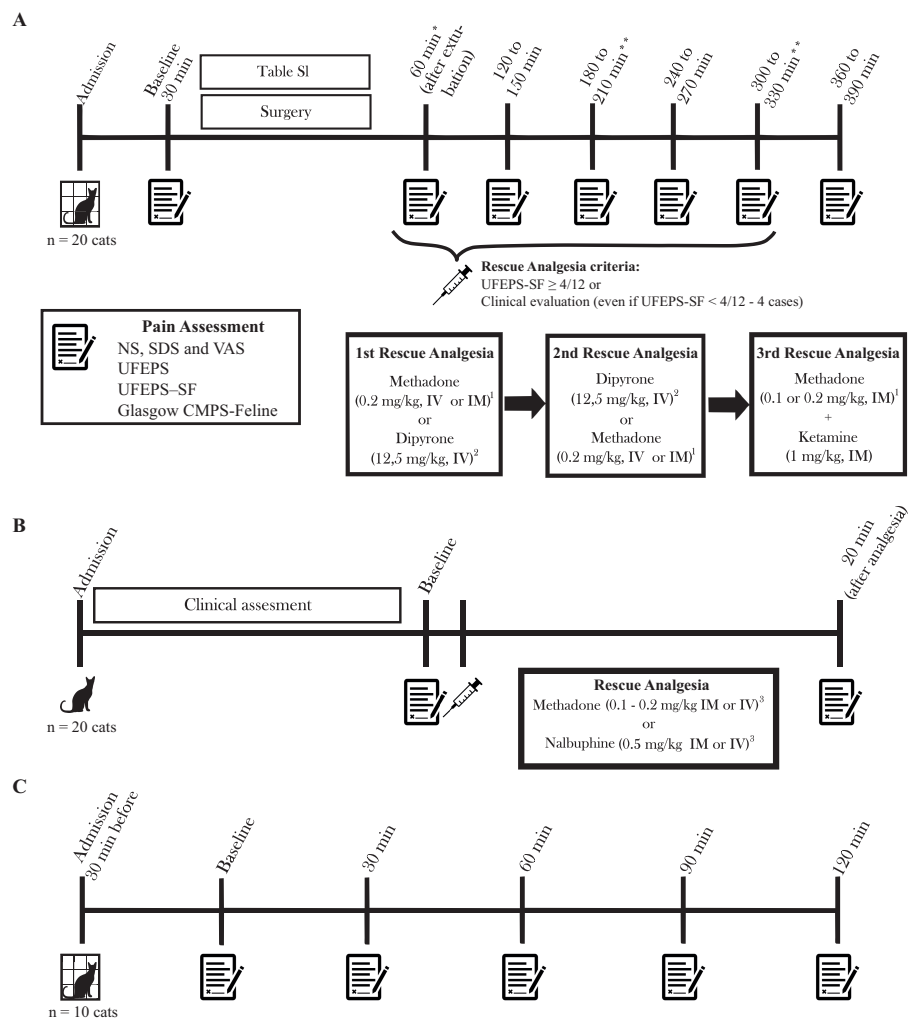 A
Admission
Baseline
30 min
Table Sl
Surgery
60 min*
(after extu-
bation)
120 to
150 min
180 to
210 min**
240 to
270 min
300 to
330 min**
360 to
390 min
n = 20 cats
Rescue Analgesia criteria:
UFEPS-SF ≥ 4/12 or
Clinical evaluation (even if UFEPS-SF < 4/12 - 4 cases)
Pain Assessment
NS, SDS and VAS
UFEPS
UFEPS–SF
Glasgow CMPS-Feline
1st Rescue Analgesia
Methadone
(0.2 mg/kg, IV or IM)¹
or
Dipyrone
(12,5 mg/kg, IV)²
2nd Rescue Analgesia
Dipyrone
(12,5 mg/kg, IV)²
or
Methadone
(0.2 mg/kg, IV or IM)¹
3rd Rescue Analgesia
Methadone
(0.1 or 0.2 mg/kg, IM)¹
+
Ketamine
(1 mg/kg, IM)
B
Admission
Clinical assesment
Baseline
20 min
(after analgesia)
n = 20 cats
Rescue Analgesia
Methadone (0.1 - 0.2 mg/kg IM or IV)³
or
Nalbuphine (0.5 mg/kg IM or IV)³
C
Admission
30 min before
Baseline
30 min
60 min
90 min
120 min
n = 10 cats